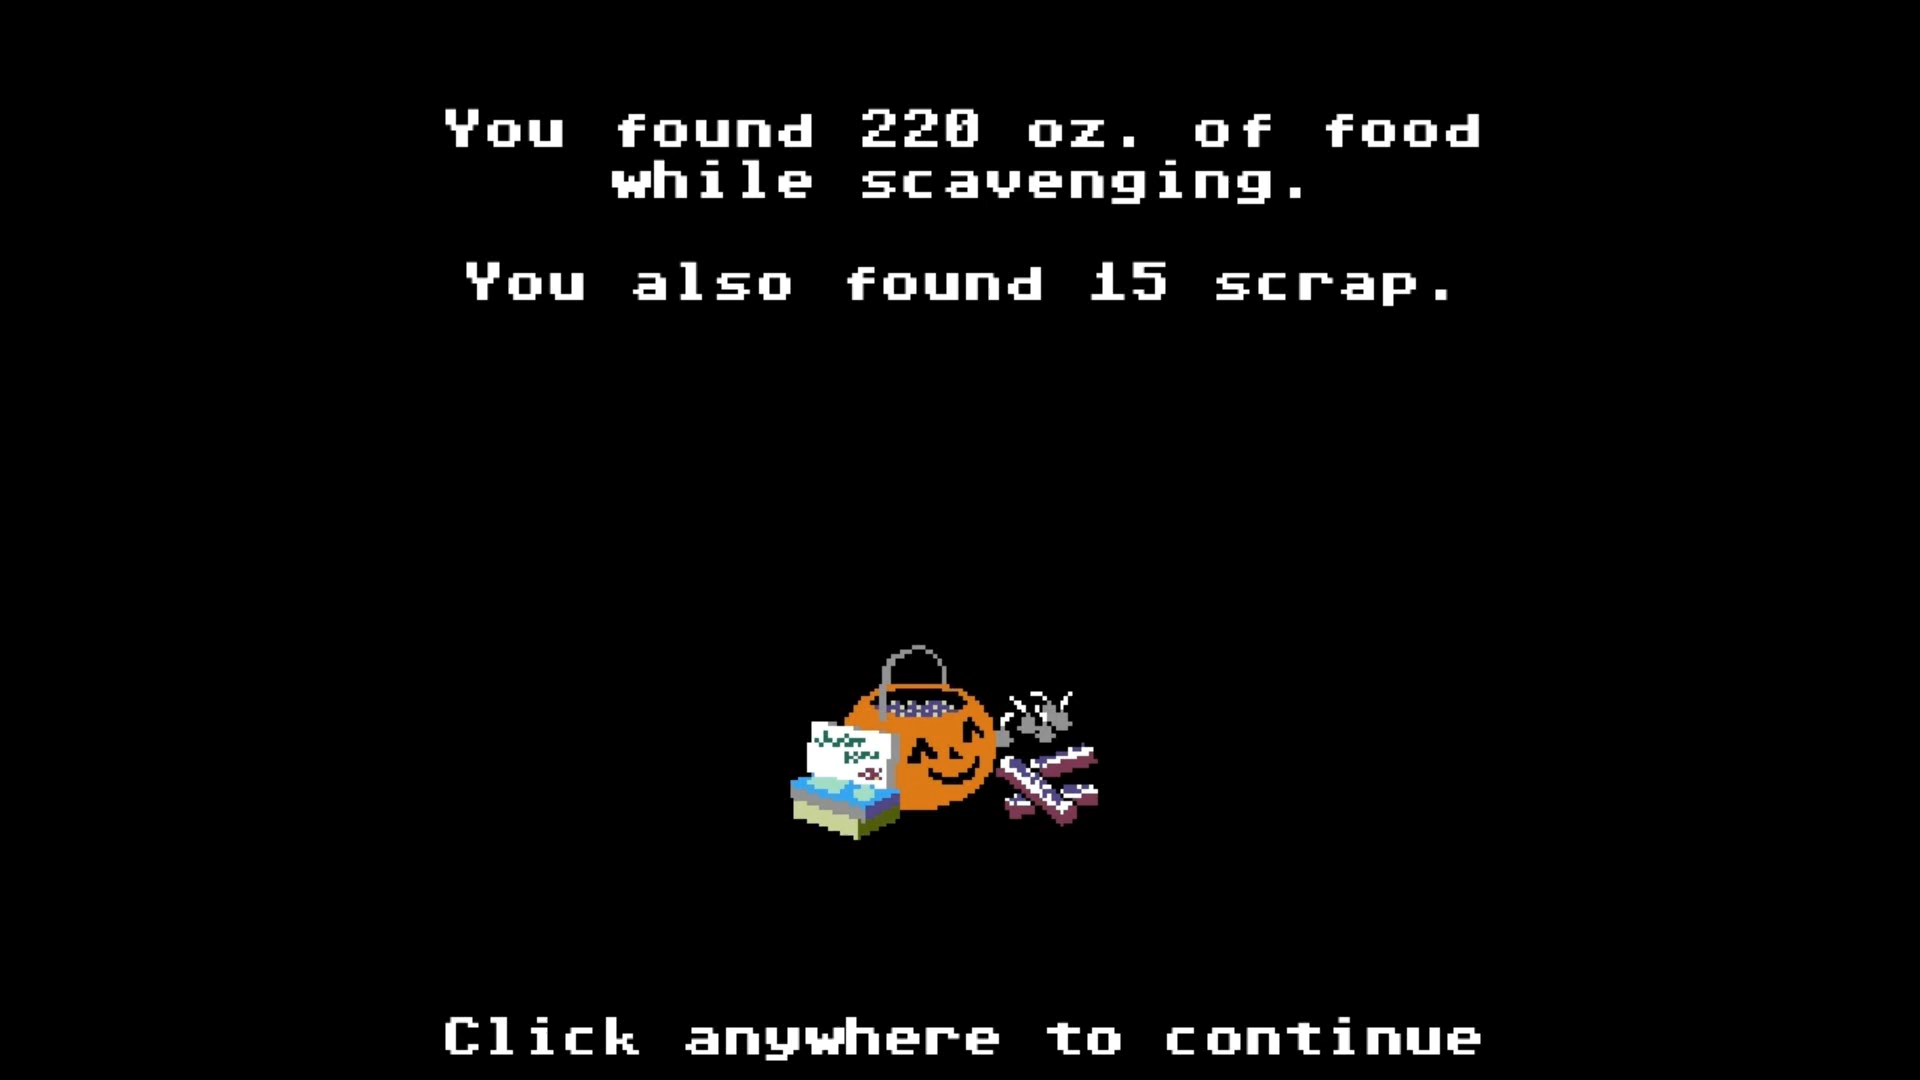 You found 220 oz. of food
while scavenging.
You also found 15 scrap.
Click anywhere to continue